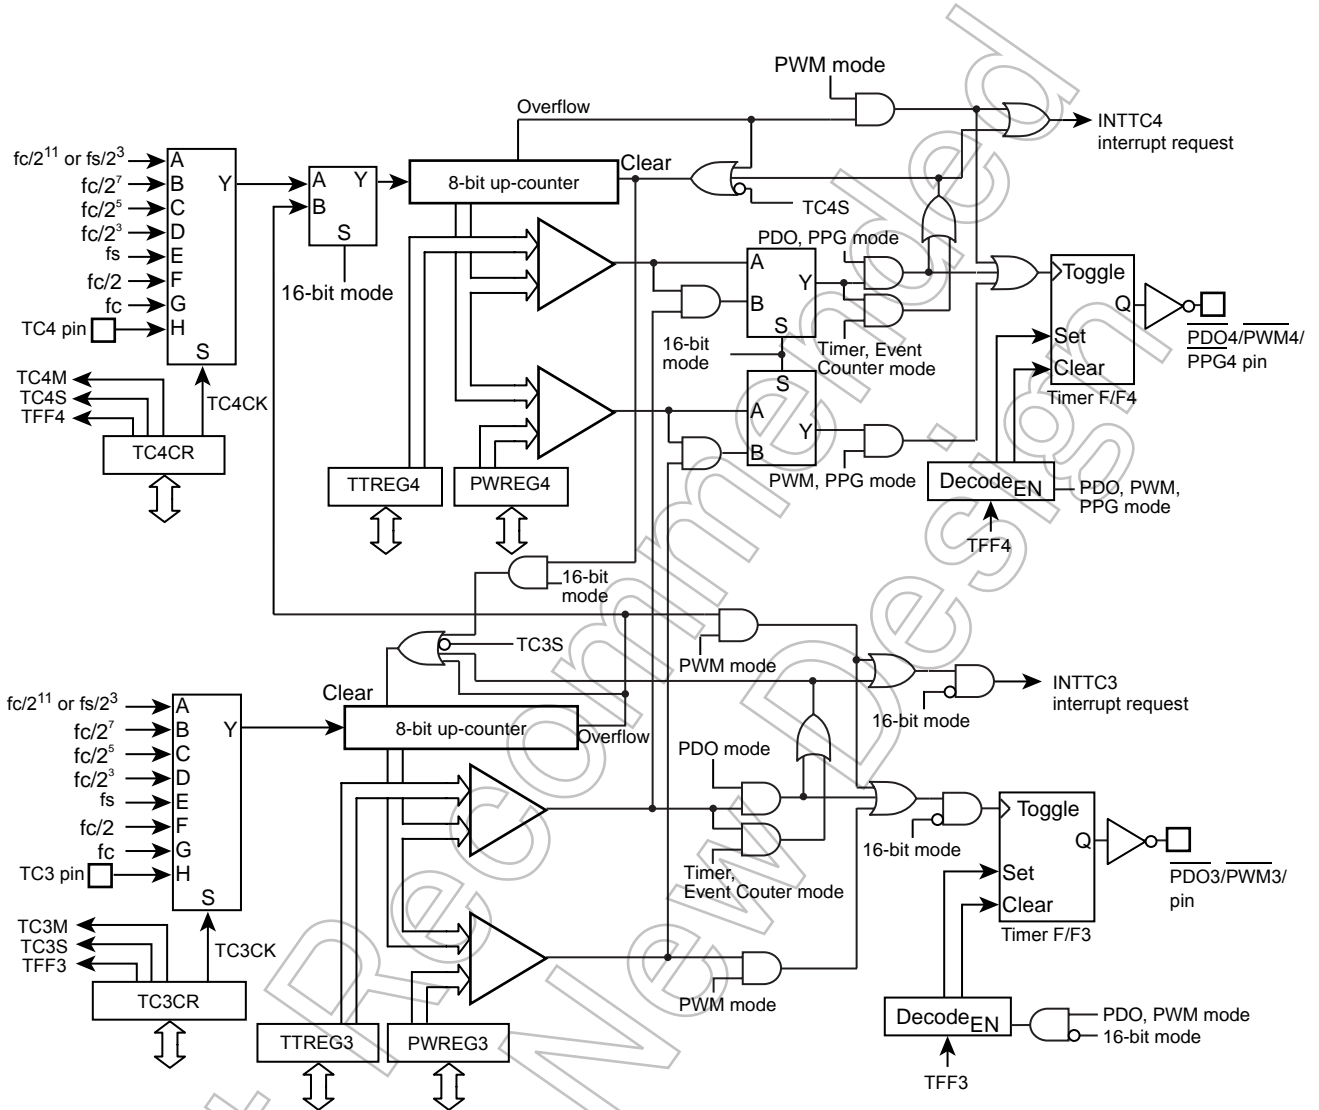 PWM mode
Overflow
INTTC4
interrupt request
fc/2¹¹ or fs/2³
fc/2⁷
fc/2⁵
fc/2³
fs
fc/2
fc
TC4 pin
A
B
C
D
E
F
G
H
Y
S
A
B
Y
S
16-bit mode
Clear
8-bit up-counter
TC4S
PDO, PPG mode
A
B
Y
S
16-bit
mode
Timer, Event
Counter mode
S
A
B
Y
PWM, PPG mode
Toggle
Q
Set
Clear
Timer F/F4
PDO4/PWM4/
PPG4 pin
TC4M
TC4S
TFF4
TC4CK
TC4CR
TTREG4
PWREG4
Decode EN
PDO, PWM,
PPG mode
TFF4
16-bit
mode
TC3S
PWM mode
INTTC3
interrupt request
16-bit mode
fc/2¹¹ or fs/2³
fc/2⁷
fc/2⁵
fc/2³
fs
fc/2
fc
TC3 pin
A
B
C
D
E
F
G
H
Y
S
Clear
8-bit up-counter
Overflow
PDO mode
Timer,
Event Couter mode
16-bit mode
Toggle
Q
Set
Clear
Timer F/F3
PDO3/PWM3/
pin
TC3M
TC3S
TFF3
TC3CK
TC3CR
TTREG3
PWREG3
PWM mode
Decode EN
PDO, PWM mode
16-bit mode
TFF3
Not Recommended
New Design